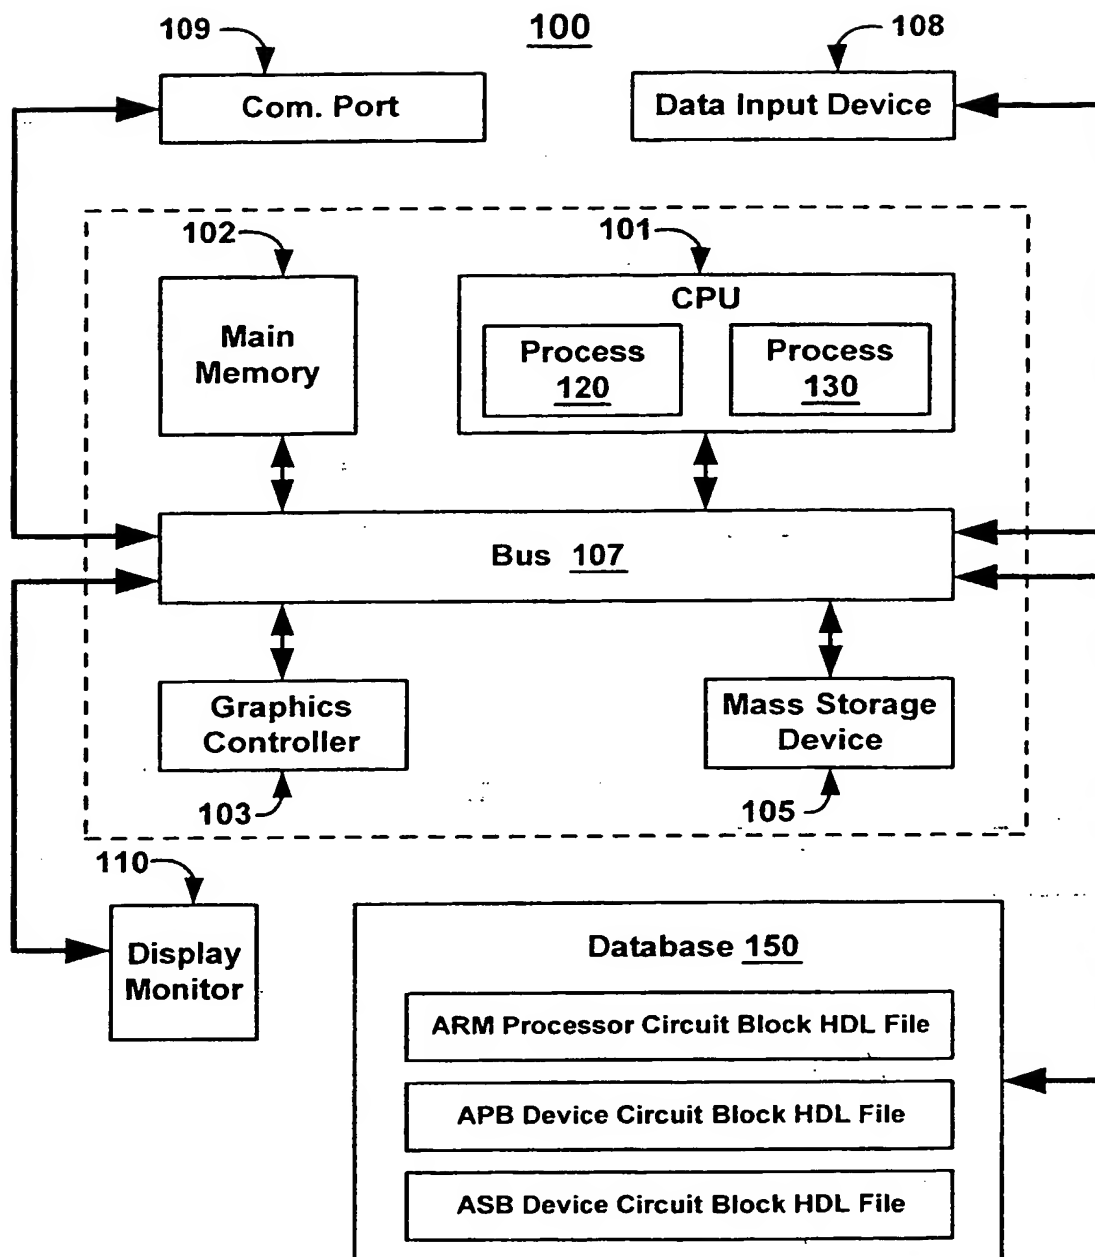 100
109
108
Com. Port
Data Input Device
102
101
Main
Memory
CPU
Process
120
Process
130
Bus 107
Graphics
Controller
Mass Storage
Device
103
105
110
Display
Monitor
Database 150
ARM Processor Circuit Block HDL File
APB Device Circuit Block HDL File
ASB Device Circuit Block HDL File